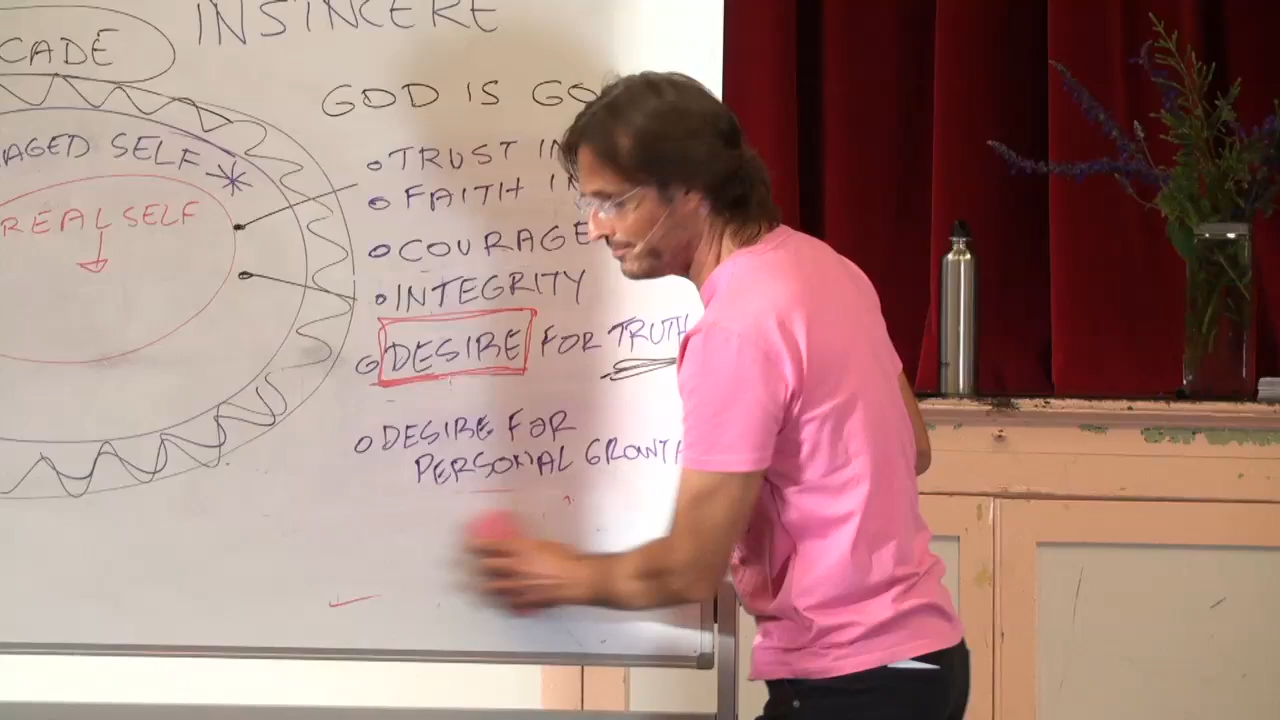 INSINCERE
CADE
GOD IS GO
AGED SELF *
REAL SELF
TRUST IN
FAITH IN
COURAGE
INTEGRITY
DESIRE FOR TRUTH
DESIRE FOR
PERSONAL GROWTH